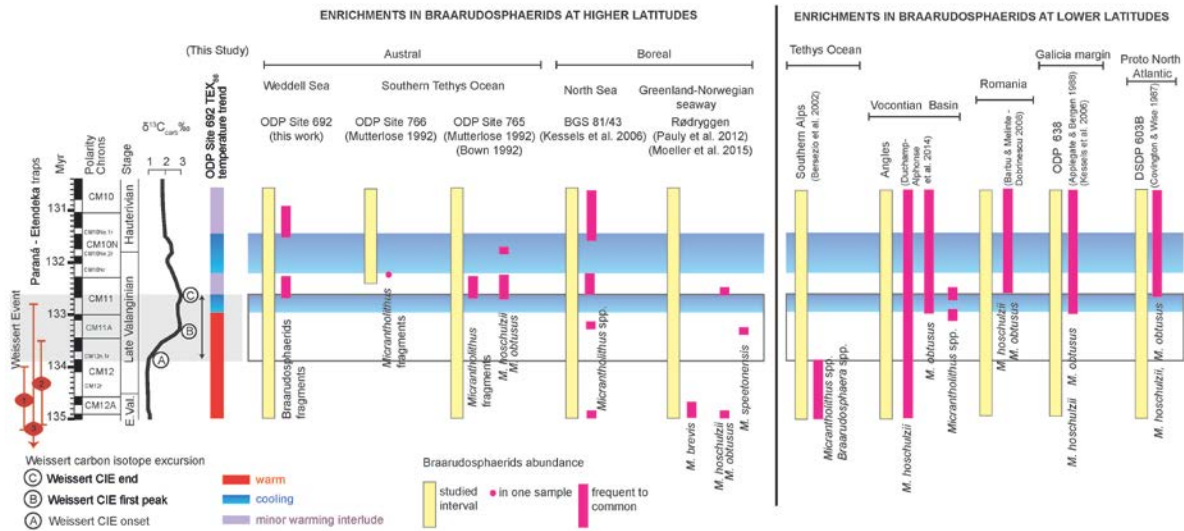 ENRICHMENTS IN BRAARUDOSPHAERIDS AT HIGHER LATITUDES
ENRICHMENTS IN BRAARUDOSPHAERIDS AT LOWER LATITUDES
(This Study)
Austral
Boreal
Weddell Sea
Southern Tethys Ocean
North Sea
Greenland-Norwegian
seaway
ODP Site 692
(this work)
ODP Site 766
(Mutterlose 1992)
ODP Site 765
(Mutterlose 1992)
(Bown 1992)
BGS 81/43
(Kessels et al. 2006)
Rødryggen
(Pauly et al. 2012)
(Moeller et al. 2015)
Tethys Ocean
Vocontian Basin
Romania
Galicia margin
Proto North
Atlantic
Southern Alps
(Bersezio et al. 2002)
Angles
(Duchamp-
Alphonse
et al. 2014)
(Barbu & Melinte -
Dobrinescu 2008)
ODP 638
(Applegate & Bergen 1988)
(Kessels et al. 2006)
DSDP 603B
(Covington & Wise 1987)
Weissert Event
Paraná - Etendeka traps
Myr
Polarity
Chrons
Stage
δ13Ccarb‰
1 2 3
ODP Site 692 TEX86
temperature trend
131
132
133
134
135
CM10
CM10N
CM11
CM11A
CM12
CM12A
Hauterivian
Late Valanginian
E.Val.
A
B
C
1
2
3
Braarudosphaerids
fragments
Micrantholithus
fragments
Micrantholithus
fragments
M. hoschulzii
M. obtusus
Micrantholithus spp.
M. brevis
M. hoschulzii
M. obtusus
M. speetonensis
Micrantholithus spp.
Braarudosphaera spp.
M. hoschulzii
M. obtusus
Micrantholithus spp.
M. hoschulzii
M. obtusus
M. hoschulzii
M. obtusus
M. hoschulzii, M. obtusus
Weissert carbon isotope excursion
C Weissert CIE end
B Weissert CIE first peak
A Weissert CIE onset
warm
cooling
minor warming interlude
Braarudosphaerids abundance
studied
interval
in one sample
frequent to
common